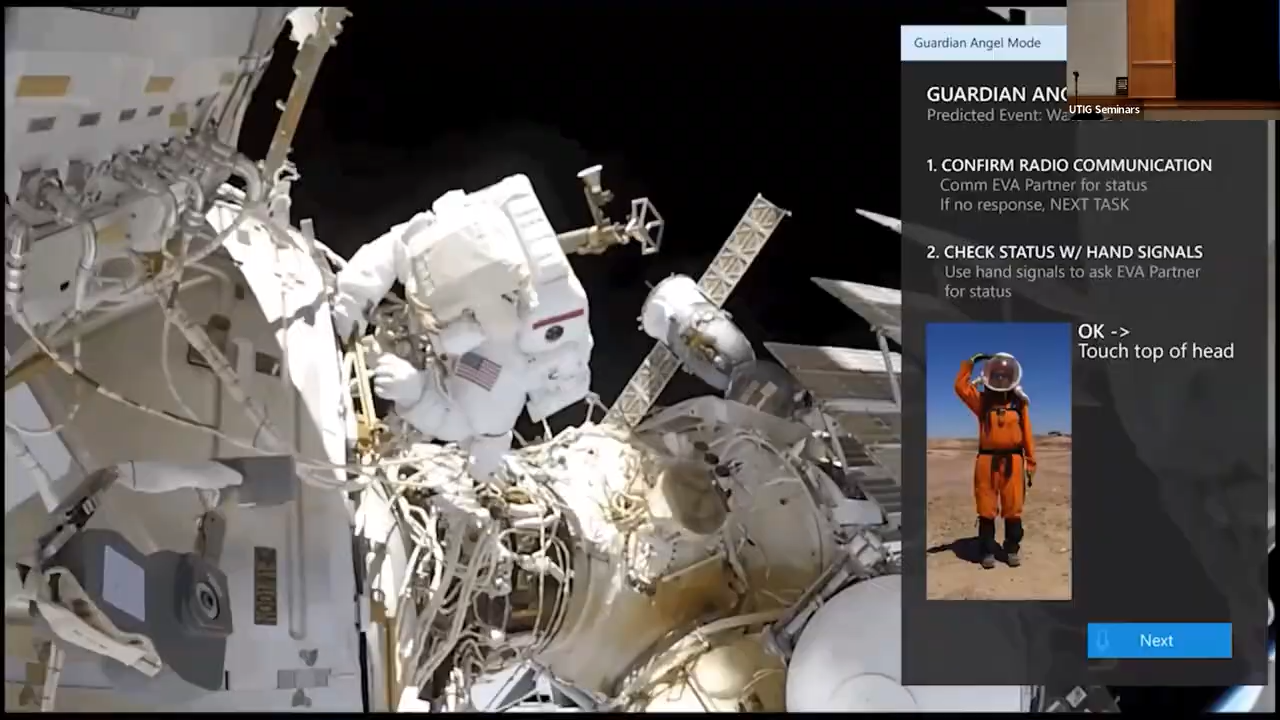 Guardian Angel Mode
GUARDIAN
Predicted Event:
UTIG Seminars
1. CONFIRM RADIO COMMUNICATION
Comm EVA Partner for status
If no response, NEXT TASK
2. CHECK STATUS W/ HAND SIGNALS
Use hand signals to ask EVA Partner
for status
OK ->
Touch top of head
Next